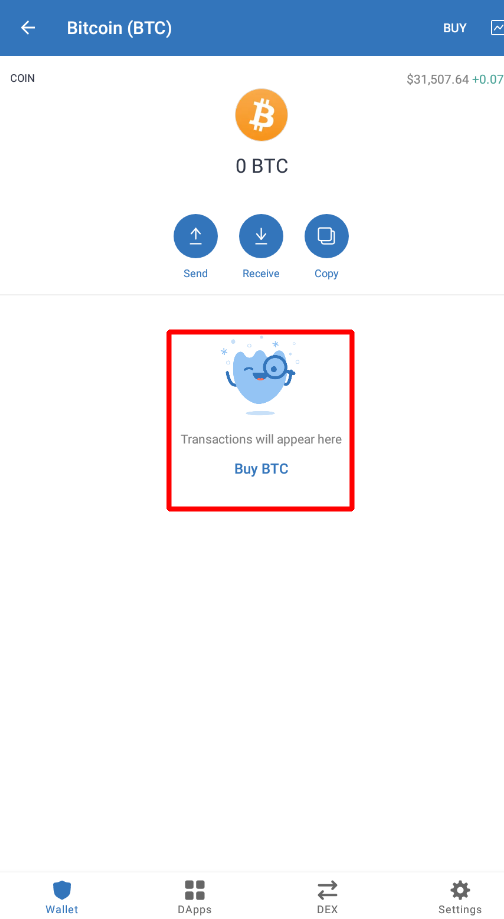 Bitcoin (BTC)
BUY
COIN
$31,507.64 +0.07
0 BTC
Send Receive Copy
Transactions will appear here
Buy BTC
Wallet DApps DEX Settings